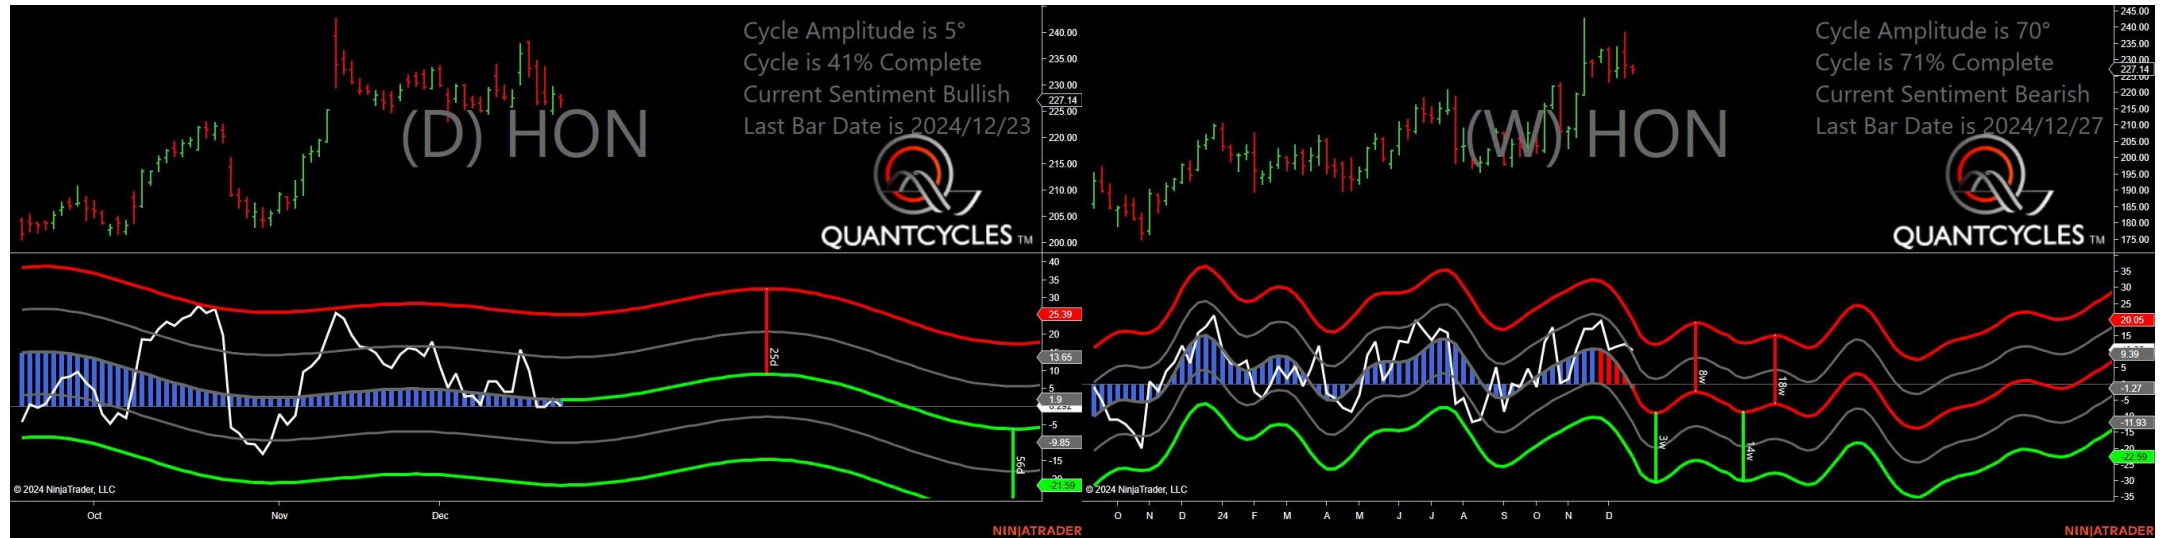 Cycle Amplitude is 5°
Cycle is 41% Complete
Current Sentiment Bullish
Last Bar Date is 2024/12/23
(D) HON
QUANTCYCLES TM
240.00
235.00
230.00
227.14
225.00
220.00
215.00
210.00
205.00
200.00
40
35
30
25.39
20
13.65
10
5
1.9
0.292
-5
-9.85
-15
-21.59
25d
56d
© 2024 NinjaTrader, LLC
Oct Nov Dec
NINJATRADER
Cycle Amplitude is 70°
Cycle is 71% Complete
Current Sentiment Bearish
Last Bar Date is 2024/12/27
(W) HON
QUANTCYCLES TM
245.00
240.00
235.00
230.00
227.14
225.00
220.00
215.00
210.00
205.00
200.00
195.00
190.00
185.00
180.00
175.00
35
30
25
20.05
15
9.39
5
-1.27
-5
-11.93
-15
-20
-22.59
-25
-30
-35
8w
18w
3w
14w
© 2024 NinjaTrader, LLC
O N D 24 F M A M J J A S O N D
NINJATRADER